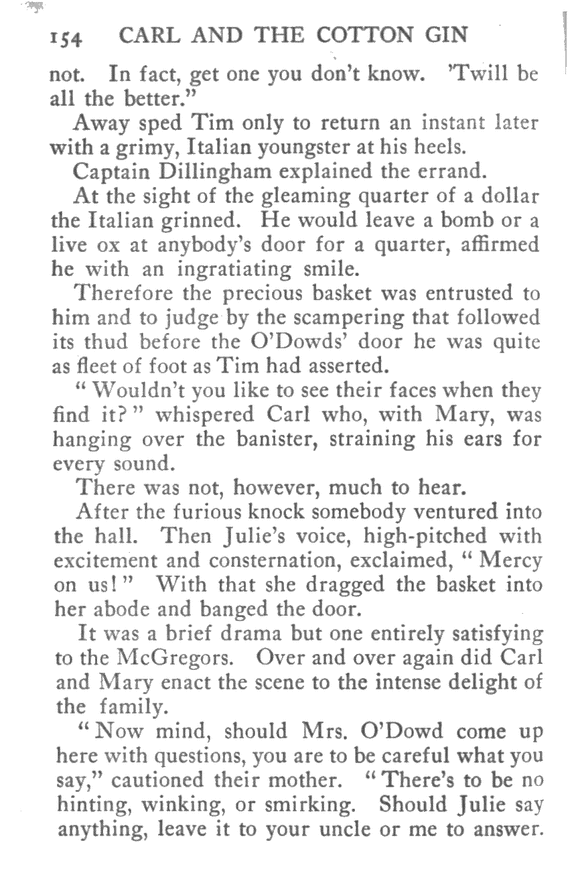 154 CARL AND THE COTTON GIN
not. In fact, get one you don't know. 'Twill be
all the better."
Away sped Tim only to return an instant later
with a grimy, Italian youngster at his heels.
Captain Dillingham explained the errand.
At the sight of the gleaming quarter of a dollar
the Italian grinned. He would leave a bomb or a
live ox at anybody's door for a quarter, affirmed
he with an ingratiating smile.
Therefore the precious basket was entrusted to
him and to judge by the scampering that followed
its thud before the O'Dowds' door he was quite
as fleet of foot as Tim had asserted.
"Wouldn't you like to see their faces when they
find it?" whispered Carl who, with Mary, was
hanging over the banister, straining his ears for
every sound.
There was not, however, much to hear.
After the furious knock somebody ventured into
the hall. Then Julie's voice, high-pitched with
excitement and consternation, exclaimed, "Mercy
on us!" With that she dragged the basket into
her abode and banged the door.
It was a brief drama but one entirely satisfying
to the McGregors. Over and over again did Carl
and Mary enact the scene to the intense delight of
the family.
"Now mind, should Mrs. O'Dowd come up
here with questions, you are to be careful what you
say," cautioned their mother. "There's to be no
hinting, winking, or smirking. Should Julie say
anything, leave it to your uncle or me to answer.